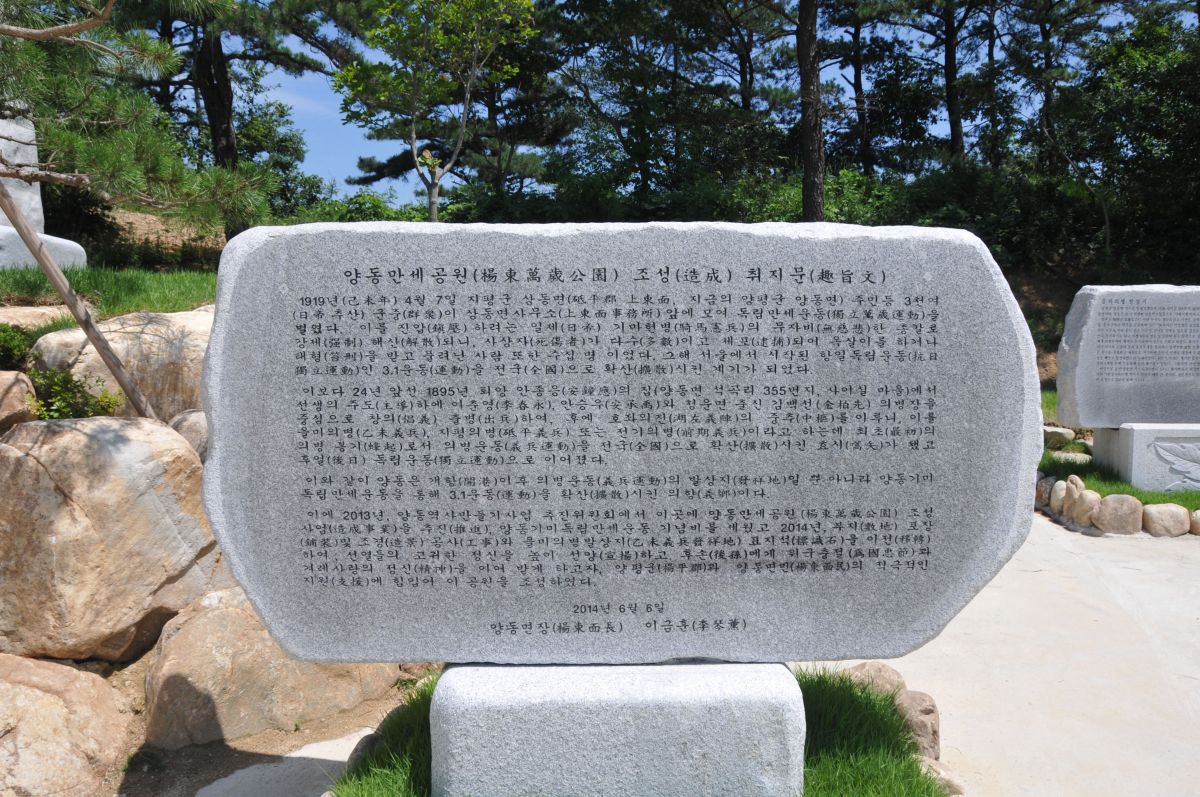 양동만세공원(楊東萬歲公園) 조성(造成) 취지문(趣旨文)
1919년(己未年) 4월 7일 지평군 상동면(砥平郡 上東面, 지금의 양평군 양동면) 주민등 3천여
(日帝 추산) 군중(群衆)이 상동면사무소(上東面事務所) 앞에 모여 독립만세운동(獨立萬歲運動)을
벌였다. 이를 진압(鎭壓)하려는 일제(日帝) 기마헌병(騎馬憲兵)의 무자비(無慈悲)한 총칼로
강제(强制) 해산(解散)되니, 사상자(死傷者)가 다수(多數)이고 체포(逮捕)되어 옥살이를 하거나
태형(笞刑)을 받고 풀려난 사람 또한 수십 명 이었다. 그해 서울에서 시작된 항일독립운동(抗日
獨立運動)인 3.1운동(運動)을 전국(全國)으로 확산(擴散)시킨 계기가 되었다.
이보다 24년 앞선 1895년 회양 안종응(安鐘應)의 집(양동면 석곡리 355번지, 사아실 마을)에서
선생의 주도(主導)하에 이춘영(李春永), 안승우(安承禹)와 청운면 출신 김백선(金柏先) 의병장을
중심으로 창의(倡義), 출병(出兵)하여, 후에 호좌의진(湖左義陣)의 중추(中樞)를 이루니, 이를
을미의병(乙未義兵), 지평의병(砥平義兵), 또는 전기의병(前期義兵)이라고 하는데, 최초(最初)의
의병 봉기(蜂起)로서 의병운동(義兵運動)을 전국(全國)으로 확산(擴散)시킨 효시(嚆矢)가 됐고
후일(後日) 독립운동(獨立運動)으로 이어졌다.
이와 같이 양동은 개항(開港)이후 의병운동(義兵運動)의 발상지(發祥地)일 뿐 아니라 양동기미
독립만세운동을 통해 3.1운동(運動)을 확산(擴散)시킨 의향(義鄕)이다.
이에 2013년, 양동역사만들기사업 추진위원회에서 이곳에 양동만세공원(楊東萬歲公園) 조성
사업(造成事業)을 추진(推進), 양동기미독립만세운동 기념비를 세웠고 2014년, 부지(敷地) 포장
(鋪裝)및 조경(造景) 공사(工事)와 을미의병발상지(乙未義兵發祥地) 표지석(標識石)을 이전(移轉)
하여, 선열들의 고귀한 정신을 높이 선양(宣揚)하고, 후손(後孫)에게 위국충절(爲國忠節)과
겨레사랑의 정신(精神)을 이어 받게 하고자, 양평군(楊平郡)과 양동면민(楊東面民)의 적극적인
지원(支援)에 힘입어 이 공원을 조성하였다.
2014년 6월 6일
양동면장(楊東面長) 이금훈(李琴薰)